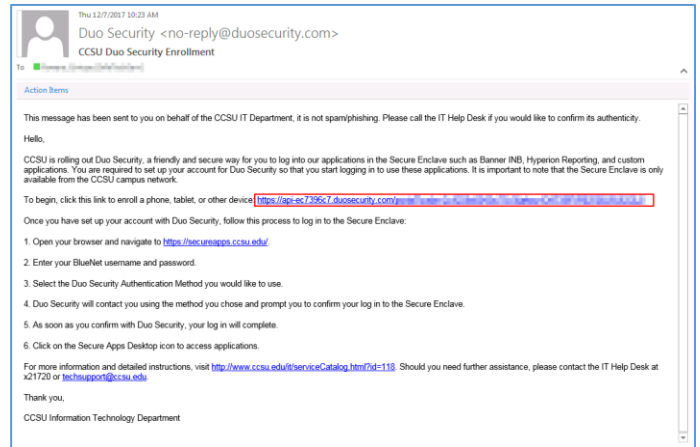 Thu 12/7/2017 10:23 AM
Duo Security <no-reply@duosecurity.com>
CCSU Duo Security Enrollment
To
Action Items
This message has been sent to you on behalf of the CCSU IT Department, it is not spam/phishing. Please call the IT Help Desk if you would like to confirm its authenticity.
Hello,
CCSU is rolling out Duo Security, a friendly and secure way for you to log into our applications in the Secure Enclave such as Banner INB, Hyperion Reporting, and custom
applications. You are required to set up your account for Duo Security so that you start logging in to use these applications. It is important to note that the Secure Enclave is only
available from the CCSU campus network.
To begin, click this link to enroll a phone, tablet, or other device: https://api-ec7396c7.duosecurity.com/
Once you have set up your account with Duo Security, follow this process to log in to the Secure Enclave:
1. Open your browser and navigate to https://secureapps.ccsu.edu/.
2. Enter your BlueNet username and password.
3. Select the Duo Security Authentication Method you would like to use.
4. Duo Security will contact you using the method you chose and prompt you to confirm your log in to the Secure Enclave.
5. As soon as you confirm with Duo Security, your log in will complete.
6. Click on the Secure Apps Desktop icon to access applications.
For more information and detailed instructions, visit http://www.ccsu.edu/it/serviceCatalog.html?id=118. Should you need further assistance, please contact the IT Help Desk at
x21720 or techsupport@ccsu.edu.
Thank you,
CCSU Information Technology Department